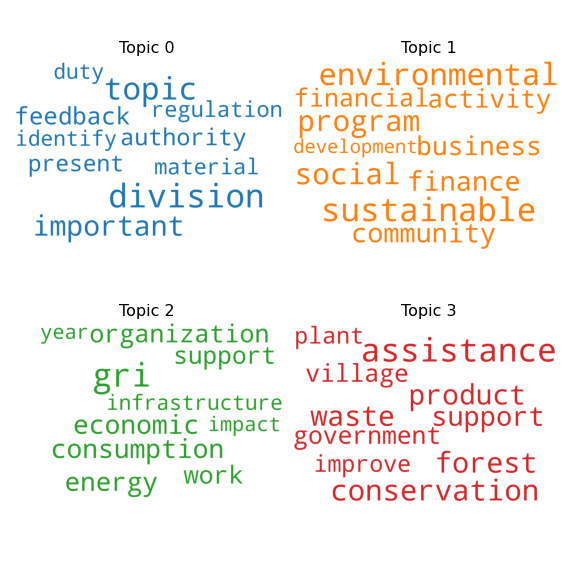 Topic 0
duty
topic
feedback regulation
identify authority
present material
division
important
Topic 1
environmental
financial activity
program
development business
social finance
sustainable
community
Topic 2
year organization
support
gri
infrastructure
economic impact
consumption
energy work
Topic 3
plant assistance
village
product
waste support
government
improve forest
conservation